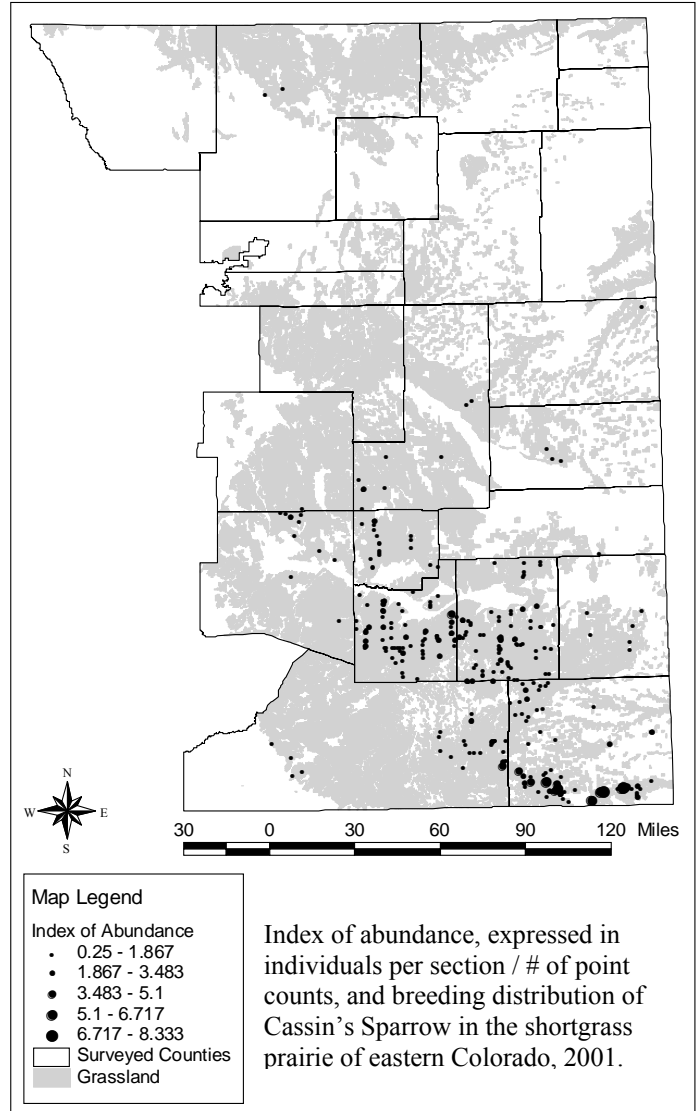 N
W E
S
30 0 30 60 90 120 Miles
Map Legend
Index of Abundance
0.25 - 1.867
1.867 - 3.483
3.483 - 5.1
5.1 - 6.717
6.717 - 8.333
Surveyed Counties
Grassland
Index of abundance, expressed in
individuals per section / # of point
counts, and breeding distribution of
Cassin's Sparrow in the shortgrass
prairie of eastern Colorado, 2001.